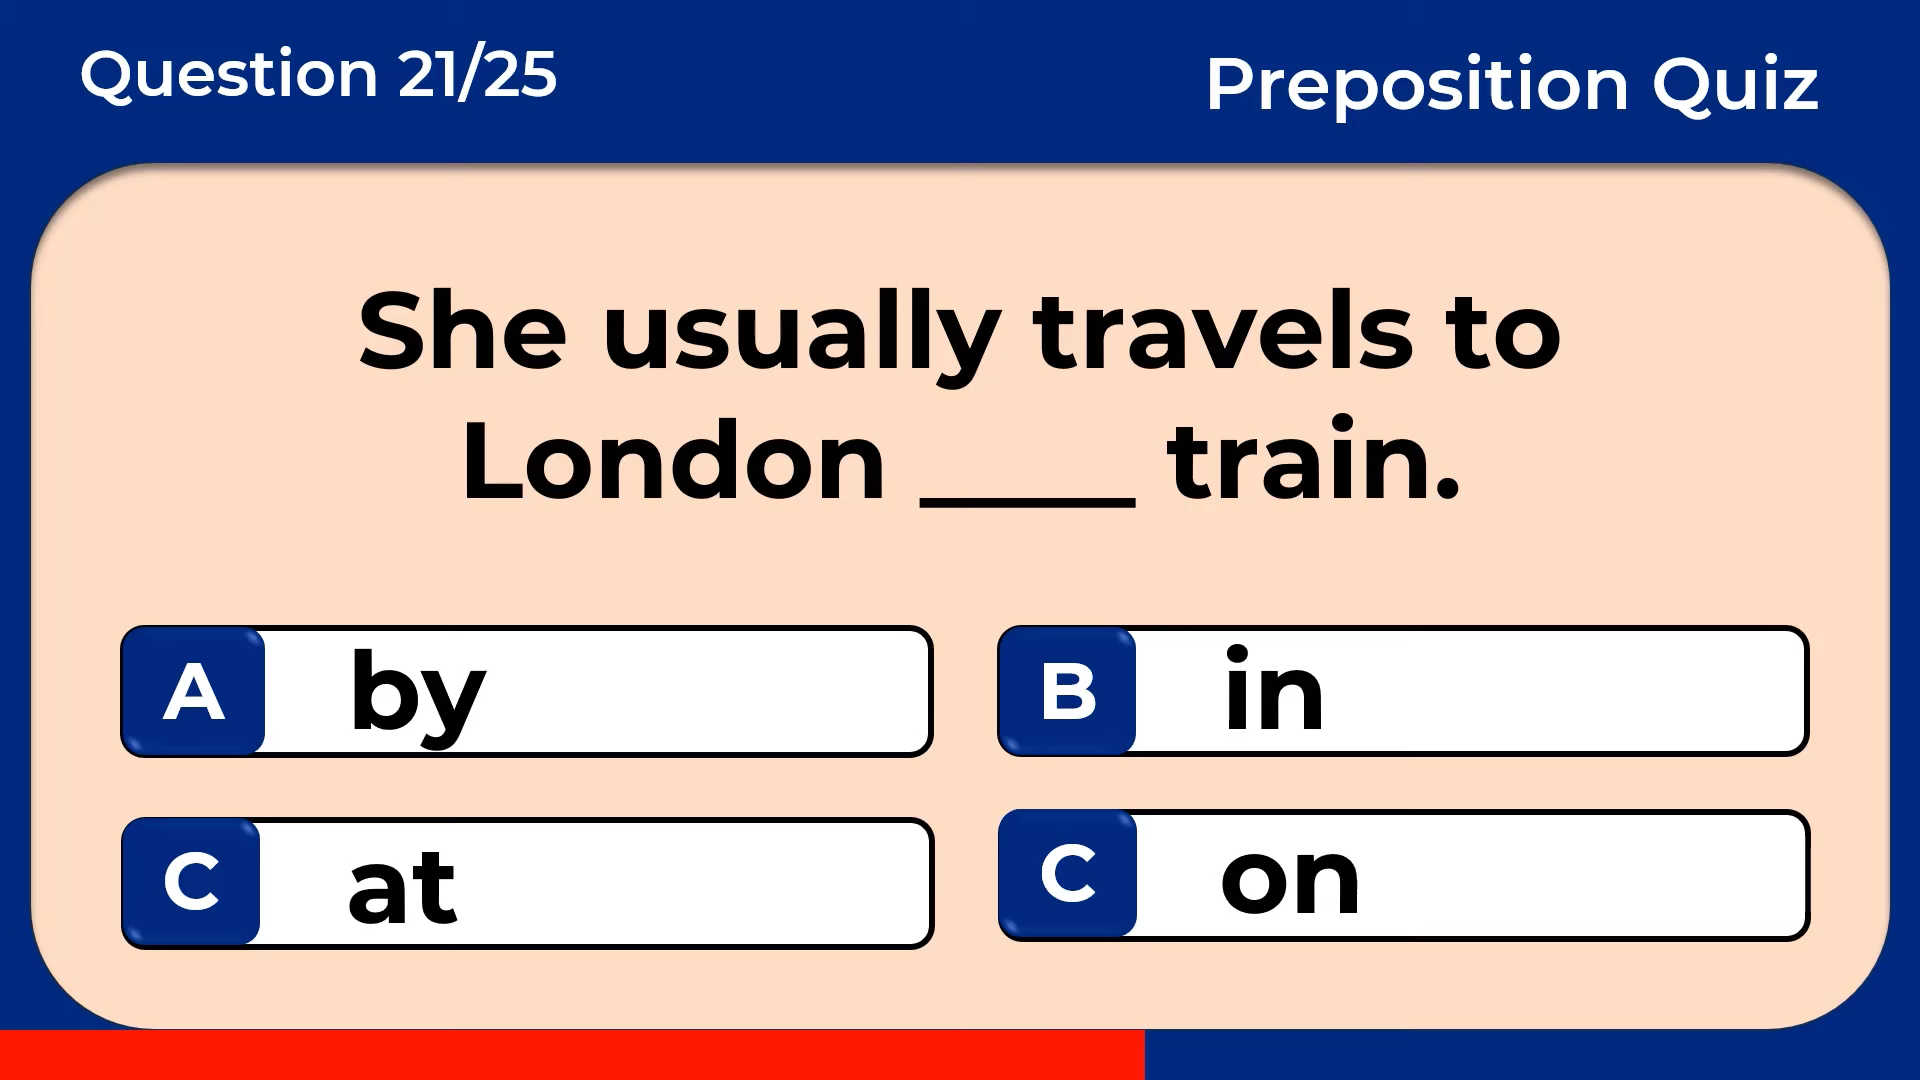 Question 21/25
Preposition Quiz
She usually travels to
London ____ train.
A by
B in
C at
C on